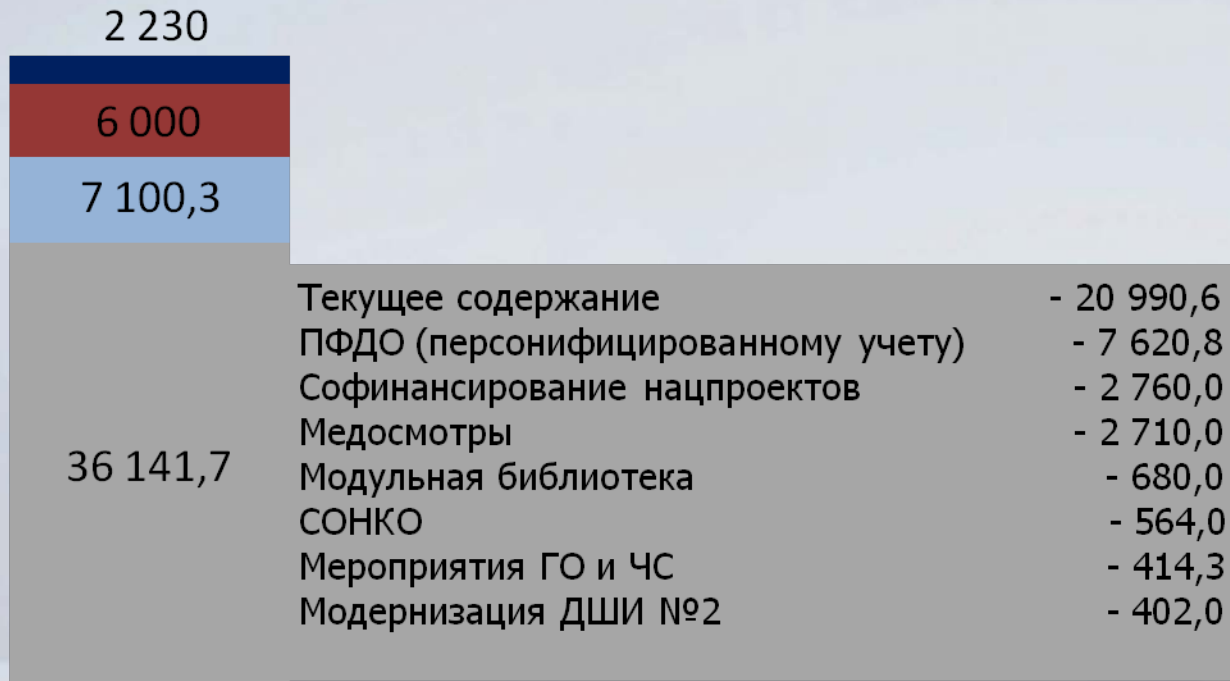 2 230
6 000
7 100,3
36 141,7
Текущее содержание - 20 990,6
ПФДО (персонифицированному учету) - 7 620,8
Софинансирование нацпроектов - 2 760,0
Медосмотры - 2 710,0
Модульная библиотека - 680,0
СОНКО - 564,0
Мероприятия ГО и ЧС - 414,3
Модернизация ДШИ №2 - 402,0